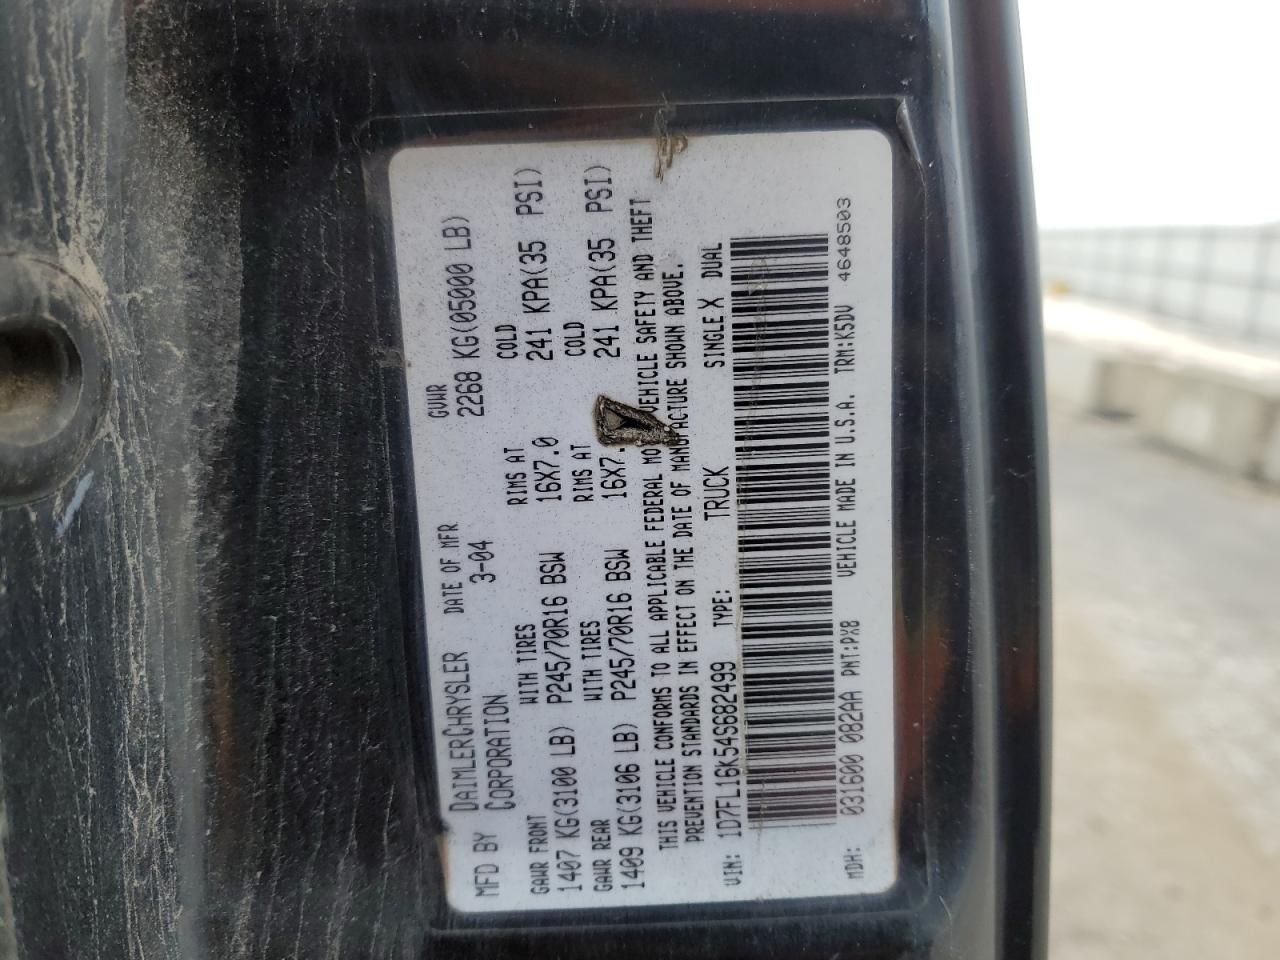 MFD BY DAIMLERCHRYSLER CORPORATION DATE OF MFR 3-04 GVWR 2268 KG(05000 LB)
GAWR FRONT WITH TIRES RIMS AT COLD
1407 KG(3100 LB) P245/70R16 BSW 16X7.0 241 KPA(35 PSI)
GAWR REAR WITH TIRES RIMS AT COLD
1409 KG(3106 LB) P245/70R16 BSW 16X7. 241 KPA(35 PSI)
THIS VEHICLE CONFORMS TO ALL APPLICABLE FEDERAL VEHICLE SAFETY AND THEFT
PREVENTION STANDARDS IN EFFECT ON THE DATE OF MANUFACTURE SHOWN ABOVE.
VIN: 1D7FL16K54S682499 TYPE: TRUCK SINGLE X DUAL
MDH: 031600 082AA PNT:PX8 VEHICLE MADE IN U.S.A. TRM:K5DV 4648503